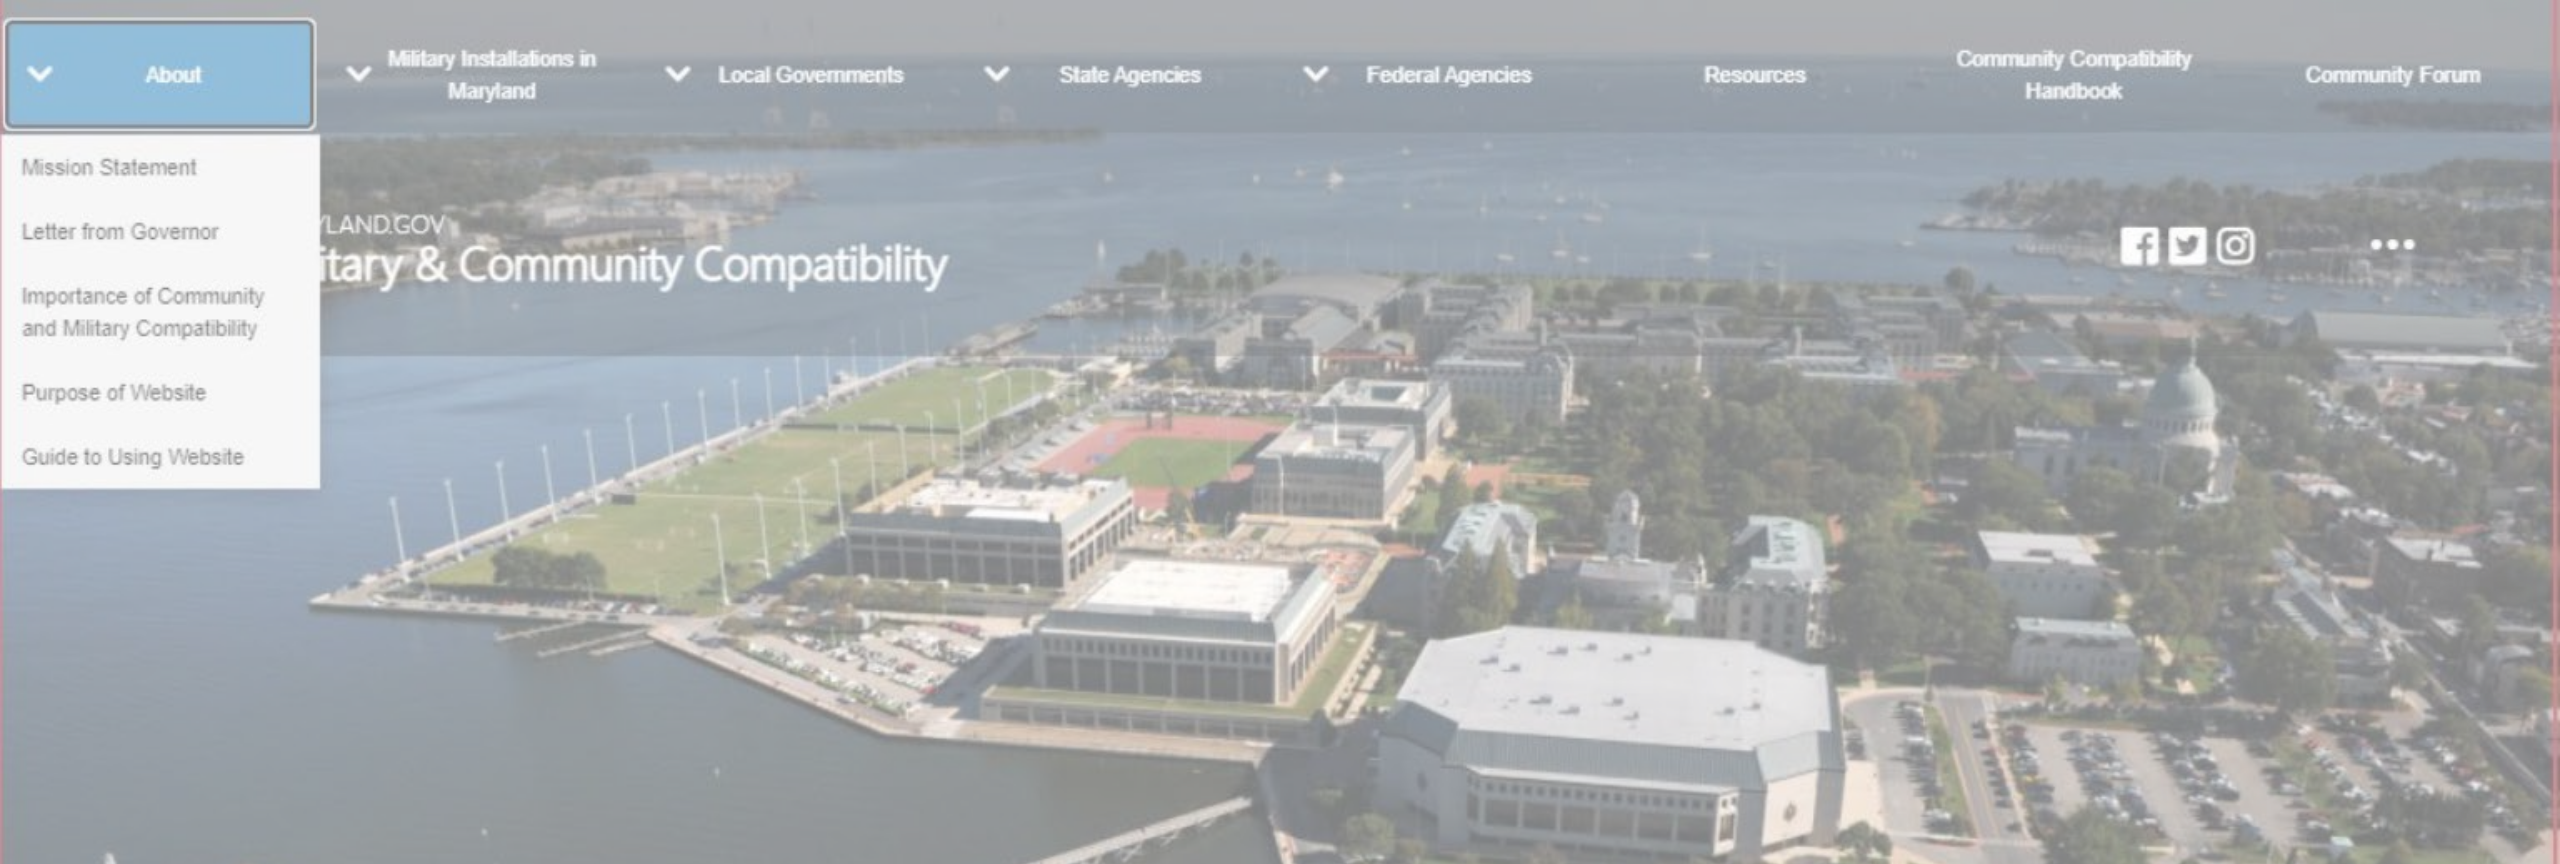 About
Military Installations in
Maryland
Local Governments
State Agencies
Federal Agencies
Resources
Community Compatibility
Handbook
Community Forum
Mission Statement
Letter from Governor
Importance of Community
and Military Compatibility
Purpose of Website
Guide to Using Website
YLAND.GOV
itary & Community Compatibility